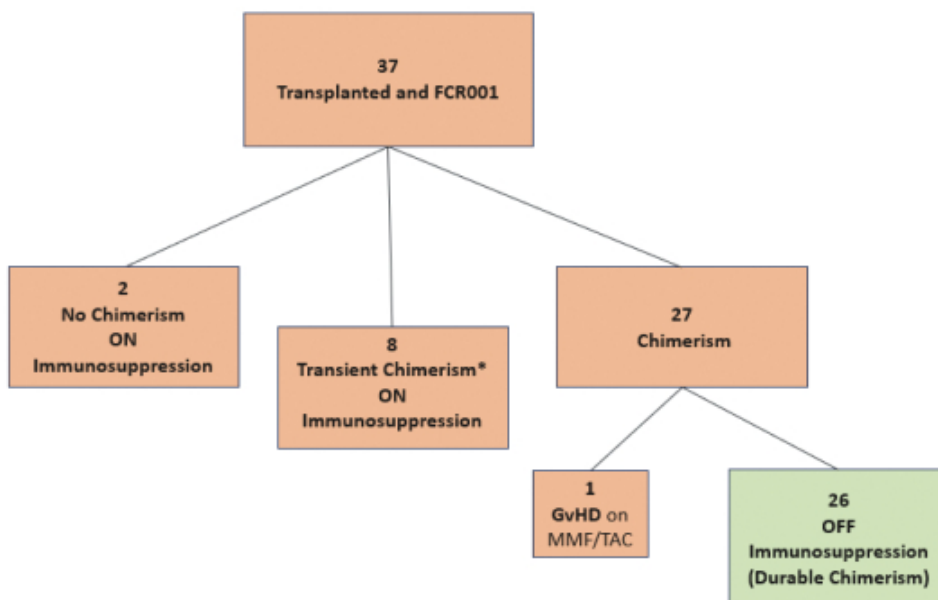 37
Transplanted and FCR001
2
No Chimerism
ON
Immunosuppression
8
Transient Chimerism*
ON
Immunosuppression
27
Chimerism
1
GvHD on
MMF/TAC
26
OFF
Immunosuppression
(Durable Chimerism)